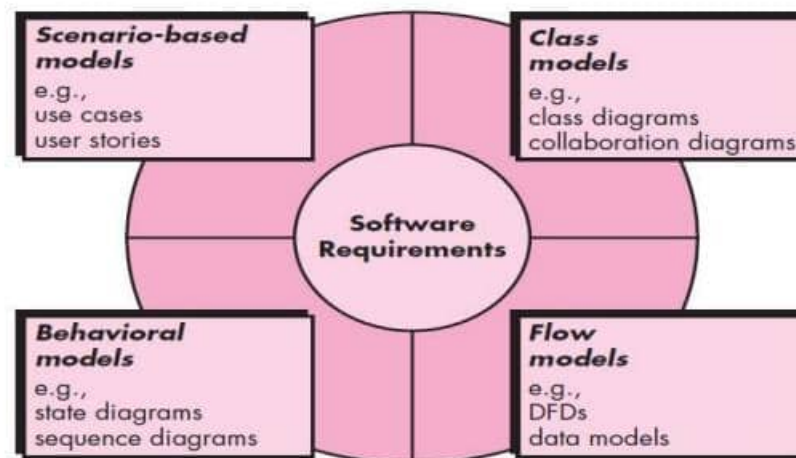 Scenario-based
models
e.g.,
use cases
user stories
Class
models
e.g.,
class diagrams
collaboration diagrams
Software
Requirements
Behavioral
models
e.g.,
state diagrams
sequence diagrams
Flow
models
e.g.,
DFDs
data models